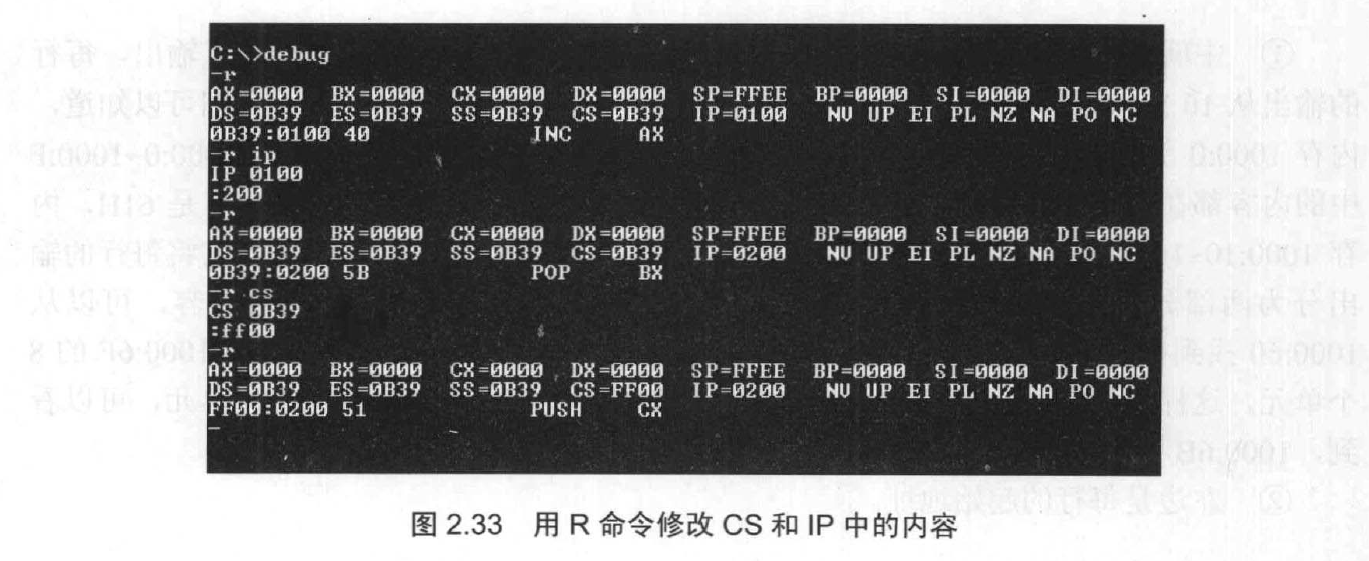 C:\>debug
-r
AX=0000 BX=0000 CX=0000 DX=0000 SP=FFEE BP=0000 SI=0000 DI=0000
DS=0B39 ES=0B39 SS=0B39 CS=0B39 IP=0100 NV UP EI PL NZ NA PO NC
0B39:0100 40 INC AX
-r ip
IP 0100
:200
-r
AX=0000 BX=0000 CX=0000 DX=0000 SP=FFEE BP=0000 SI=0000 DI=0000
DS=0B39 ES=0B39 SS=0B39 CS=0B39 IP=0200 NV UP EI PL NZ NA PO NC
0B39:0200 5B POP BX
-r cs
CS 0B39
:ff00
-r
AX=0000 BX=0000 CX=0000 DX=0000 SP=FFEE BP=0000 SI=0000 DI=0000
DS=0B39 ES=0B39 SS=0B39 CS=FF00 IP=0200 NV UP EI PL NZ NA PO NC
FF00:0200 51 PUSH CX
-
图 2.33 用 R 命令修改 CS 和 IP 中的内容